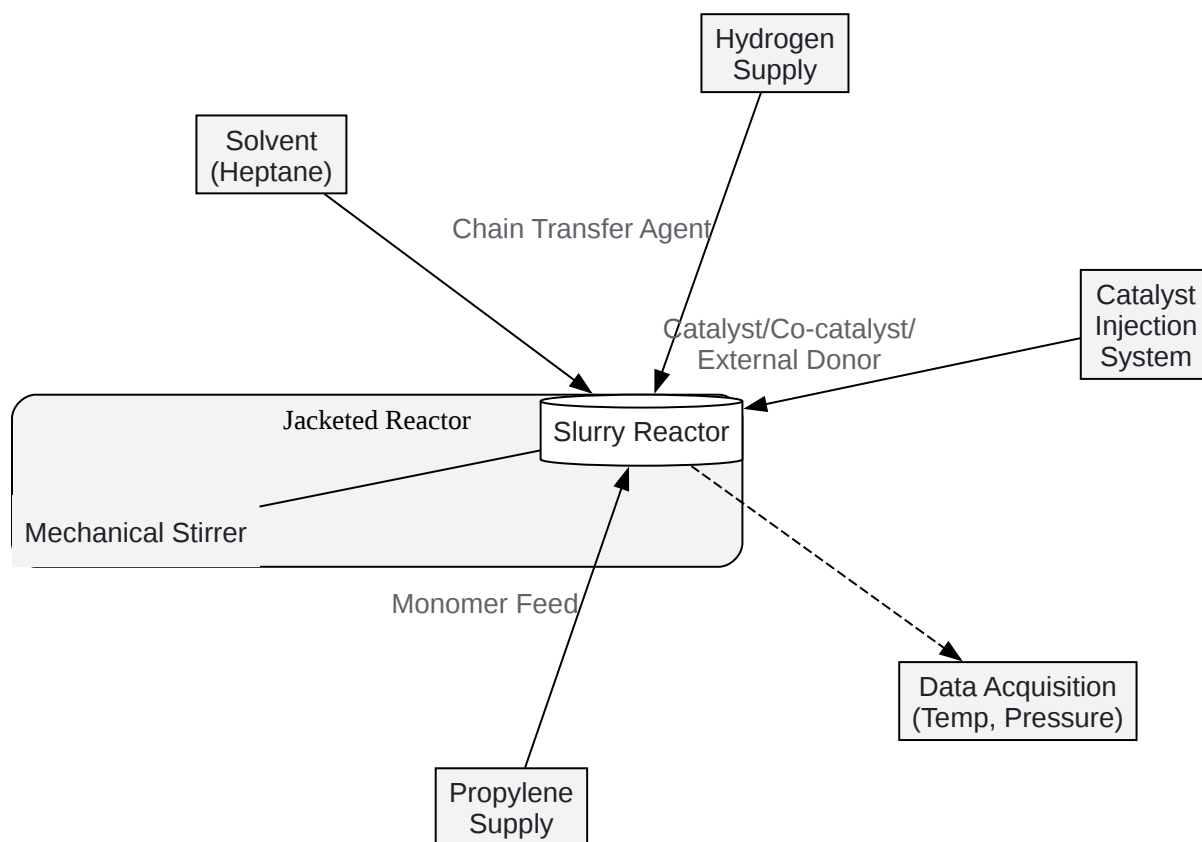 Hydrogen
Supply
Solvent
(Heptane)
Chain Transfer Agent
Catalyst
Injection
System
Catalyst/Co-catalyst/
External Donor
Jacketed Reactor
Slurry Reactor
Mechanical Stirrer
Monomer Feed
Data Acquisition
(Temp, Pressure)
Propylene
Supply